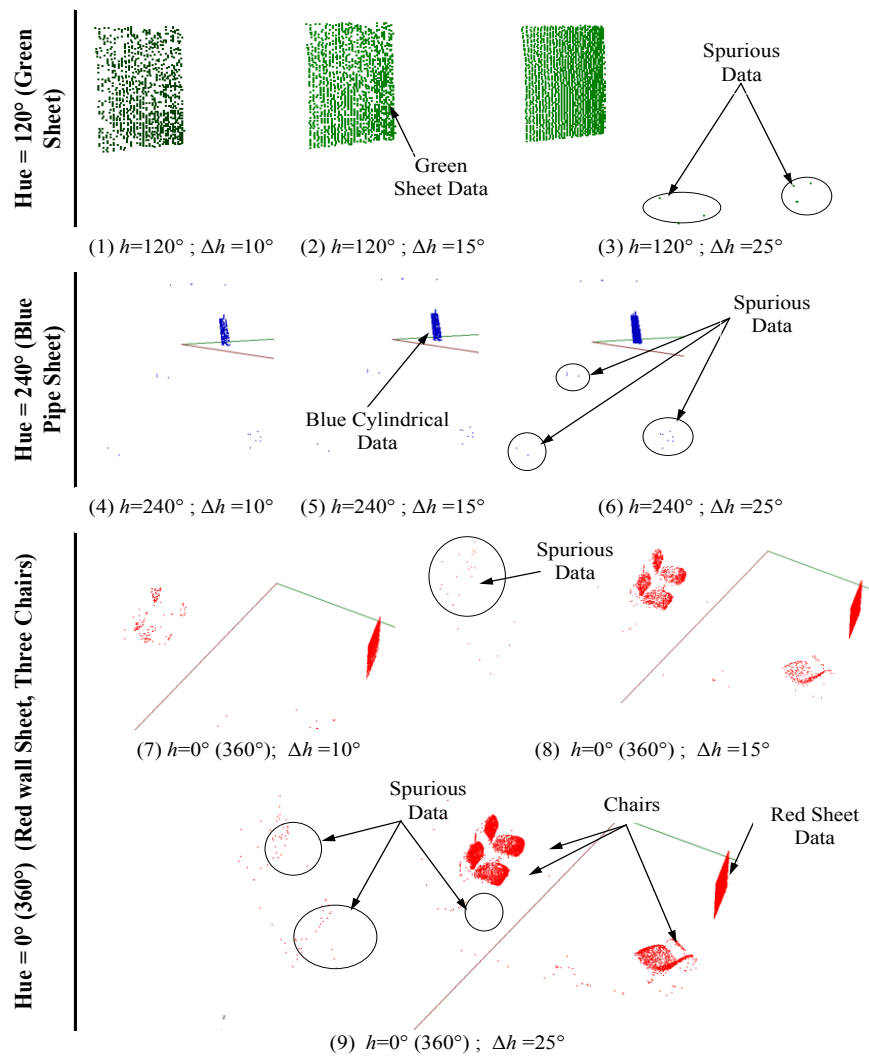 Hue = 120° (Green
Sheet)
Spurious
Data
Green
Sheet Data
(1) h=120° ; Δh =10°
(2) h=120° ; Δh =15°
(3) h=120° ; Δh =25°
Hue = 240° (Blue
Pipe Sheet)
Spurious
Data
Blue Cylindrical
Data
(4) h=240° ; Δh =10°
(5) h=240° ; Δh =15°
(6) h=240° ; Δh =25°
Hue = 0° (360°) (Red wall Sheet, Three Chairs)
Spurious
Data
(7) h=0° (360°); Δh =10°
(8) h=0° (360°) ; Δh =15°
Spurious
Data
Chairs
Red Sheet
Data
(9) h=0° (360°) ; Δh =25°